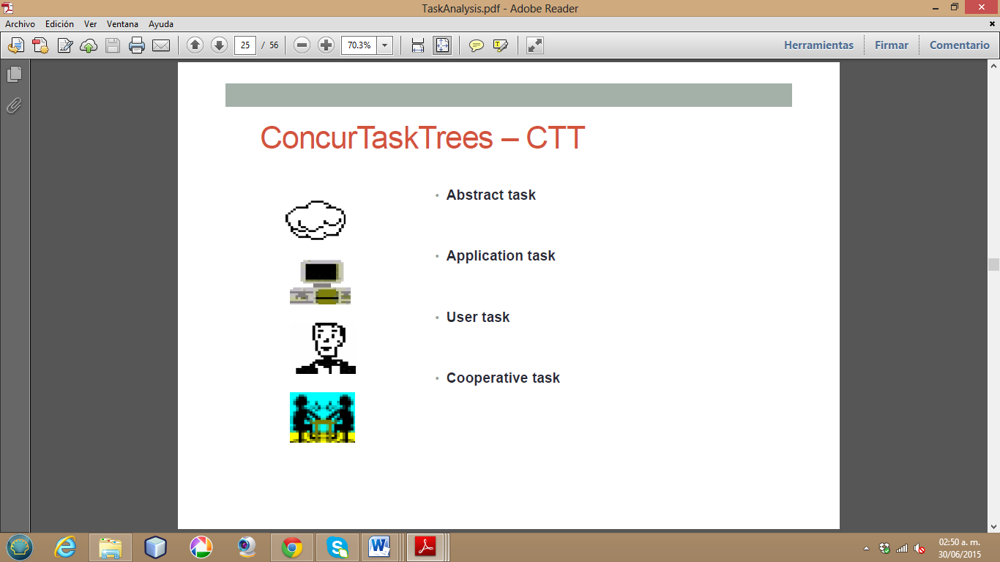 TaskAnalysis.pdf - Adobe Reader
Archivo Edición Ver Ventana Ayuda
25 / 56 70.3% Herramientas Firmar Comentario
ConcurTaskTrees – CTT
• Abstract task
• Application task
• User task
• Cooperative task
02:50 a. m.
30/06/2015